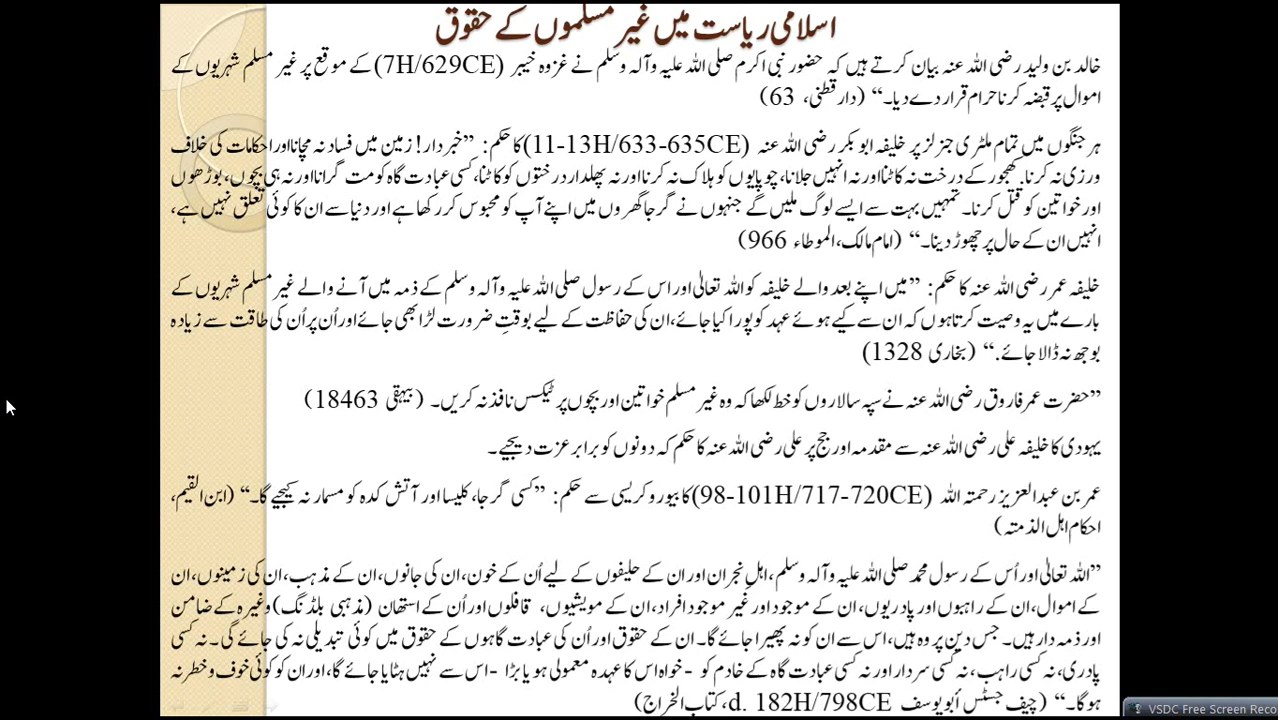 اسلامی ریاست میں غیر مسلموں کے حقوق
خالد بن ولید رضی اللہ عنہ بیان کرتے ہیں کہ حضور نبی اکرم صلی اللہ علیہ وآلہ وسلم نے غزوہ خیبر (7H/629CE) کے موقع پر غیر مسلم شہریوں کے
اموال پر قبضہ کرنا حرام قرار دے دیا۔“ (دار قطنی، 63)
ہر جنگوں میں تمام ملٹری جنرلز پر خلیفہ ابو بکر رضی اللہ عنہ (11-13H/633-635CE) کا حکم: ”خبردار! زمین میں فساد نہ مچانا اور احکامات کی خلاف
ورزی نہ کرنا۔ کھجور کے درخت نہ کاٹنا اور نہ انہیں جلانا، چوپایوں کو ہلاک نہ کرنا اور نہ پھلدار درختوں کو کاٹنا، کسی عبادت گاہ کو مت گرانا اور نہ ہی بچوں، بوڑھوں
اور خواتین کو قتل کرنا۔ تمہیں بہت سے ایسے لوگ ملیں گے جنہوں نے گرجا گھروں میں اپنے آپ کو محبوس کر رکھا ہے اور دنیا سے ان کا کوئی تعلق نہیں ہے،
انہیں ان کے حال پر چھوڑ دینا۔“ (امام مالک، الموطاء 966)
خلیفہ عمر رضی اللہ عنہ کا حکم: ”میں اپنے بعد والے خلیفہ کو اللہ تعالیٰ اور اس کے رسول صلی اللہ علیہ وآلہ وسلم کے ذمہ میں آنے والے غیر مسلم شہریوں کے
بارے میں یہ وصیت کرتا ہوں کہ ان سے کیے ہوئے عہد کو پورا کیا جائے، ان کی حفاظت کے لیے بوقتِ ضرورت لڑا بھی جائے اور اُن پر اُن کی طاقت سے زیادہ
بوجھ نہ ڈالا جائے۔“ (بخاری 1328)
”حضرت عمر فاروق رضی اللہ عنہ نے سپہ سالاروں کو خط لکھا کہ وہ غیر مسلم خواتین اور بچوں پر ٹیکس نافذ نہ کریں۔ (بیہقی 18463)
یہودی کا خلیفہ علی رضی اللہ عنہ سے مقدمہ اور جج پر علی رضی اللہ عنہ کا حکم کہ دونوں کو برابر عزت دیجیے۔
عمر بن عبدالعزیز رحمتہ اللہ (98-101H/717-720CE) کا بیوروکریسی سے حکم: ”کسی گرجا، کلیسا اور آتش کدہ کو مسمار نہ کیجیے گا۔“ (ابن القیم،
احکام اہل الذمتہ)
”اللہ تعالیٰ اور اُس کے رسول محمد صلی اللہ علیہ وآلہ وسلم، اہلِ نجران اور ان کے حلیفوں کے لیے اُن کے خون، ان کی جانوں، ان کے مذہب، ان کی زمینوں، ان
کے اموال، ان کے راہبوں اور پادریوں، ان کے موجود اور غیر موجود افراد، ان کے مویشیوں، قافلوں اور اُن کے استھان (مذہبی بلڈنگ) وغیرہ کے ضامن
اور ذمہ دار ہیں۔ جس دین پر وہ ہیں، اس سے ان کو نہ پھیرا جائے گا۔ ان کے حقوق اور اُن کی عبادت گاہوں کے حقوق میں کوئی تبدیلی نہ کی جائے گی۔ نہ کسی
پادری، نہ کسی راہب، نہ کسی سردار اور نہ کسی عبادت گاہ کے خادم کو - خواہ اس کا عہدہ معمولی ہو یا بڑا - اس سے نہیں ہٹایا جائے گا، اور ان کو کوئی خوف و خطر نہ
ہو گا۔“ (چیف جسٹس أبو یوسف d. 182H/798CE، کتاب الخراج)
VSDC Free Screen Reco